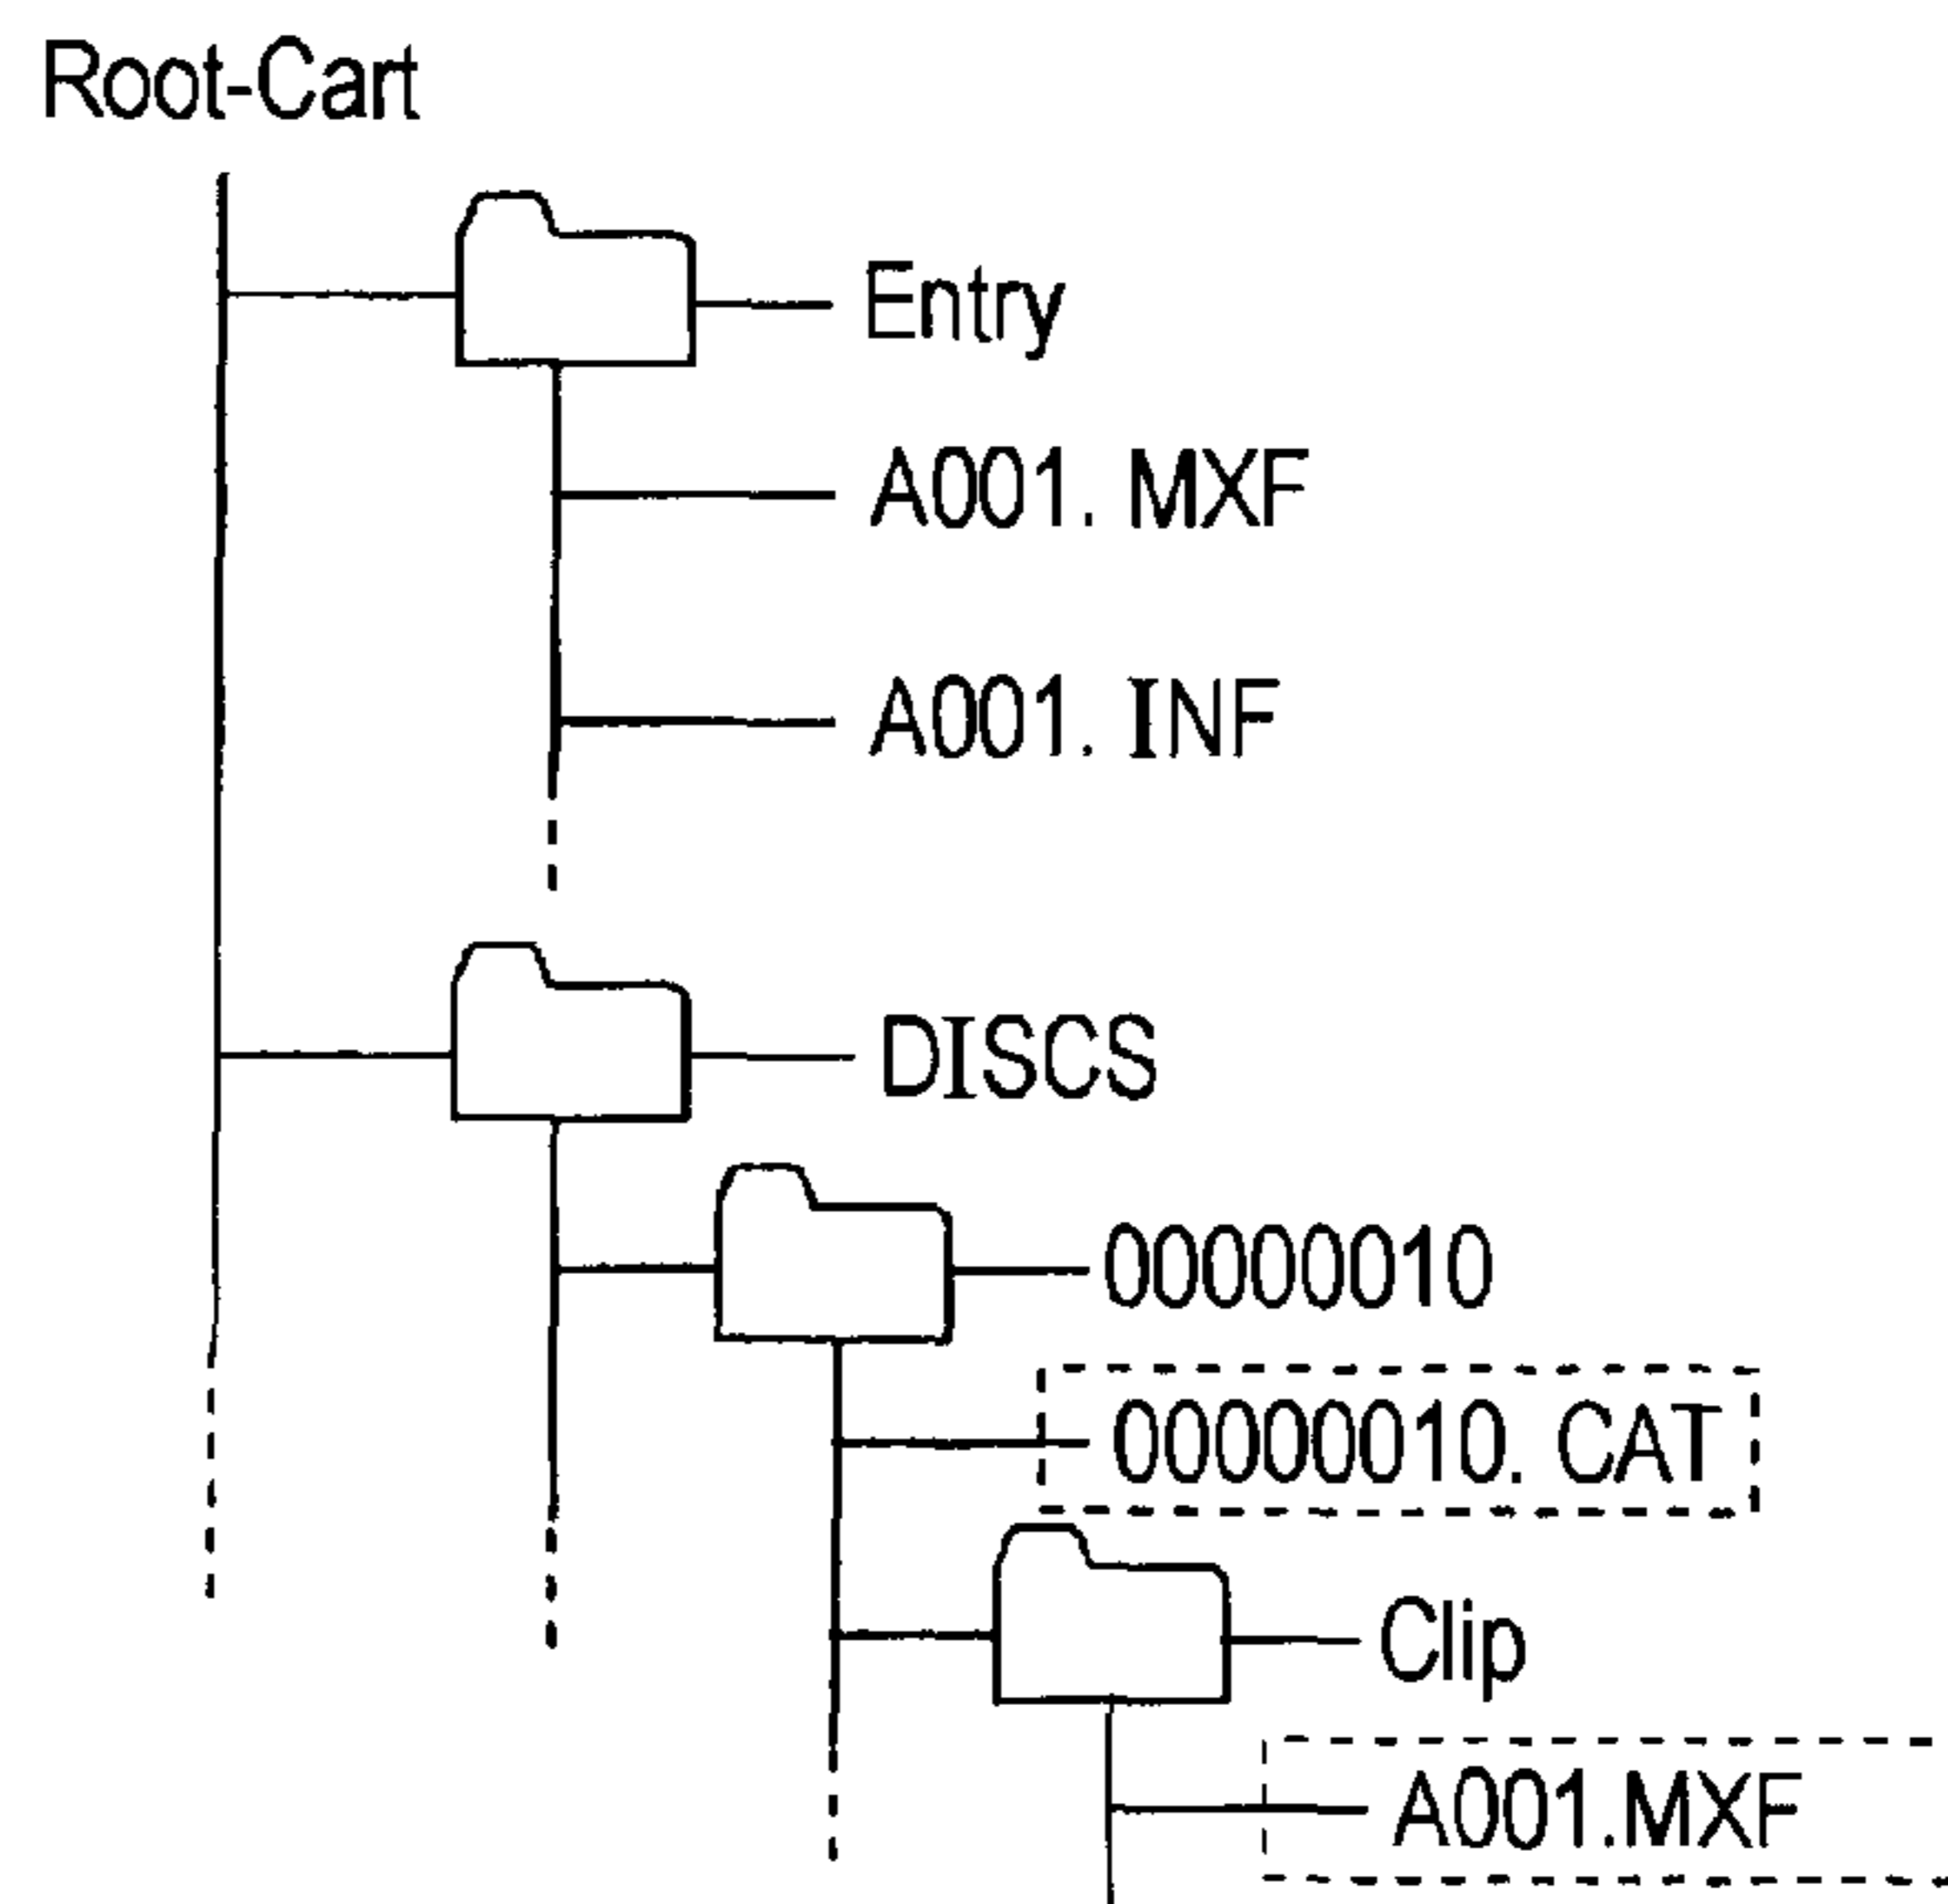 Root-Cart
Entry
A001. MXF
A001. INF
DISCS
00000010
00000010. CAT
Clip
A001.MXF